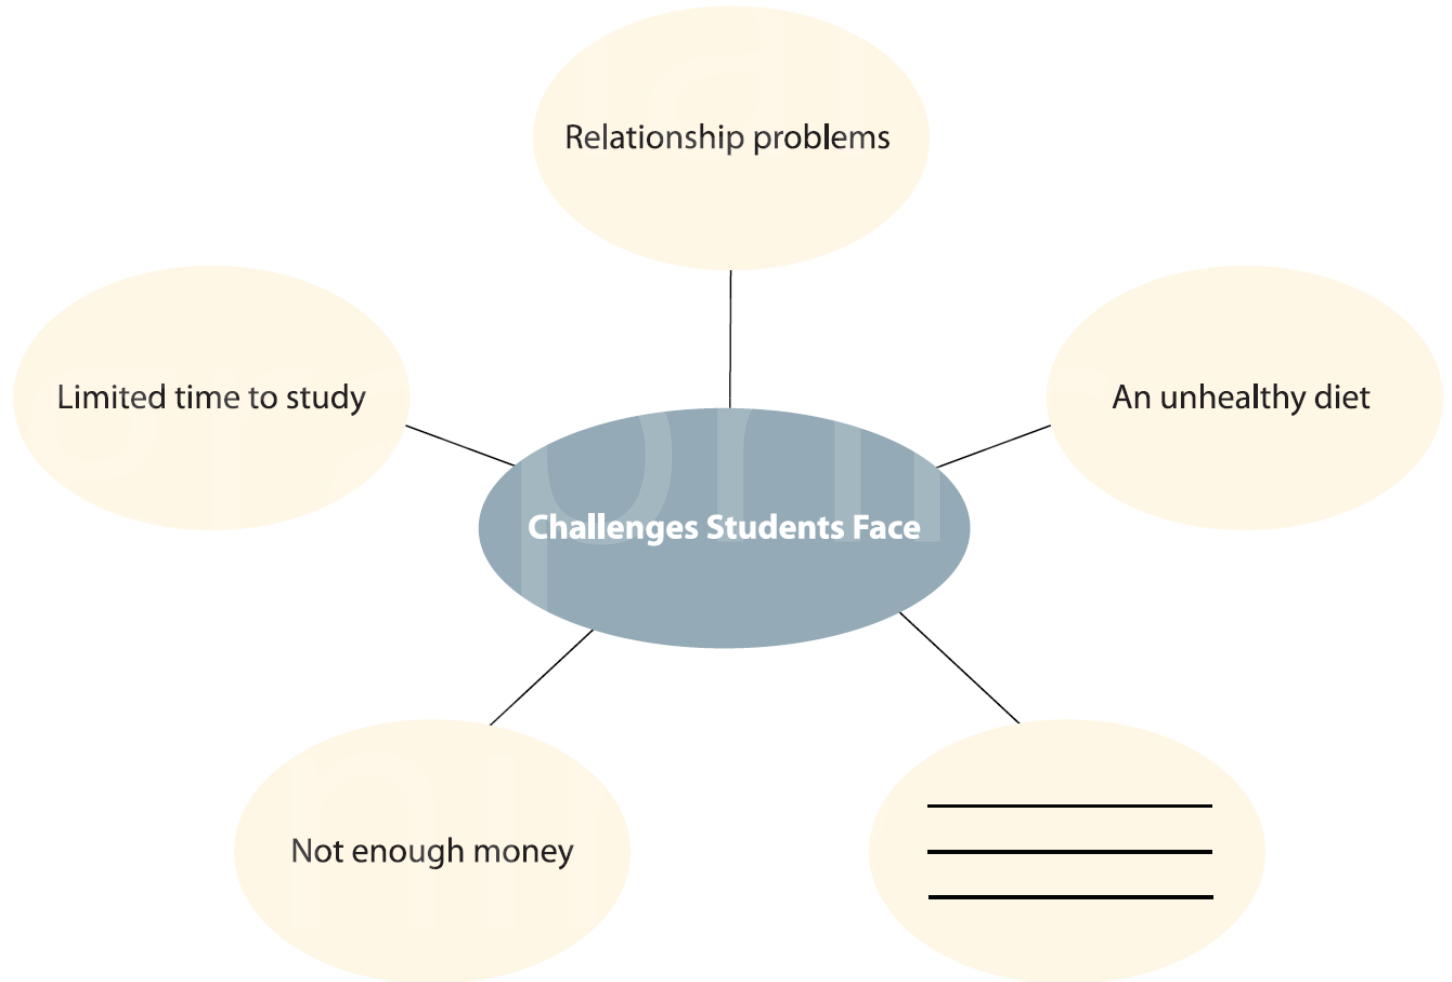 Relationship problems
Limited time to study
An unhealthy diet
Challenges Students Face
Not enough money